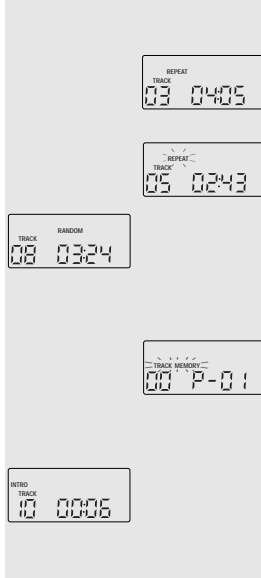 REPEAT
TRACK
03 04:05
REPEAT
TRACK
05 02:43
RANDOM
TRACK
08 03:24
TRACK MEMORY
00 P-01
INTRO
TRACK
10 00:06